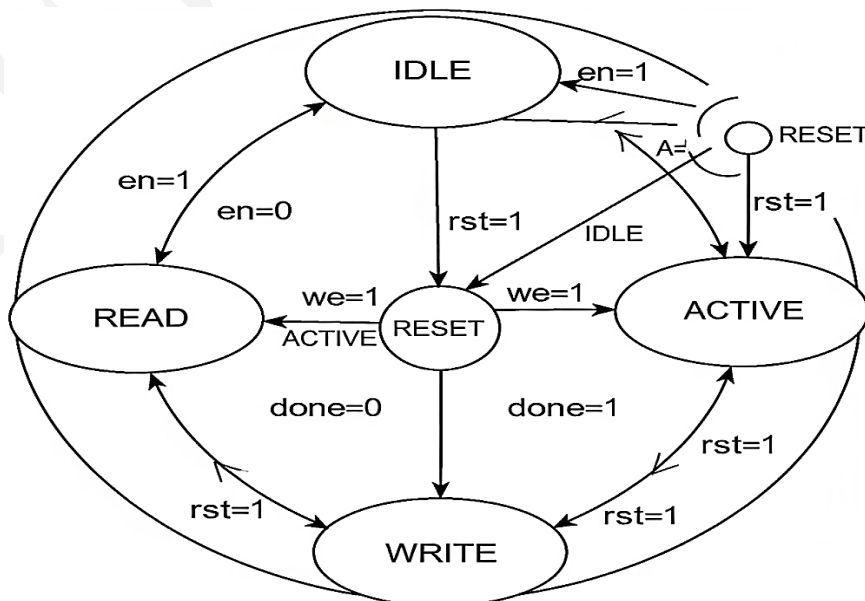 IDLE
en=1
RESET
A=
en=1
en=0
rst=1
rst=1
IDLE
READ
we=1
ACTIVE
RESET
we=1
ACTIVE
done=0
done=1
rst=1
rst=1
rst=1
WRITE